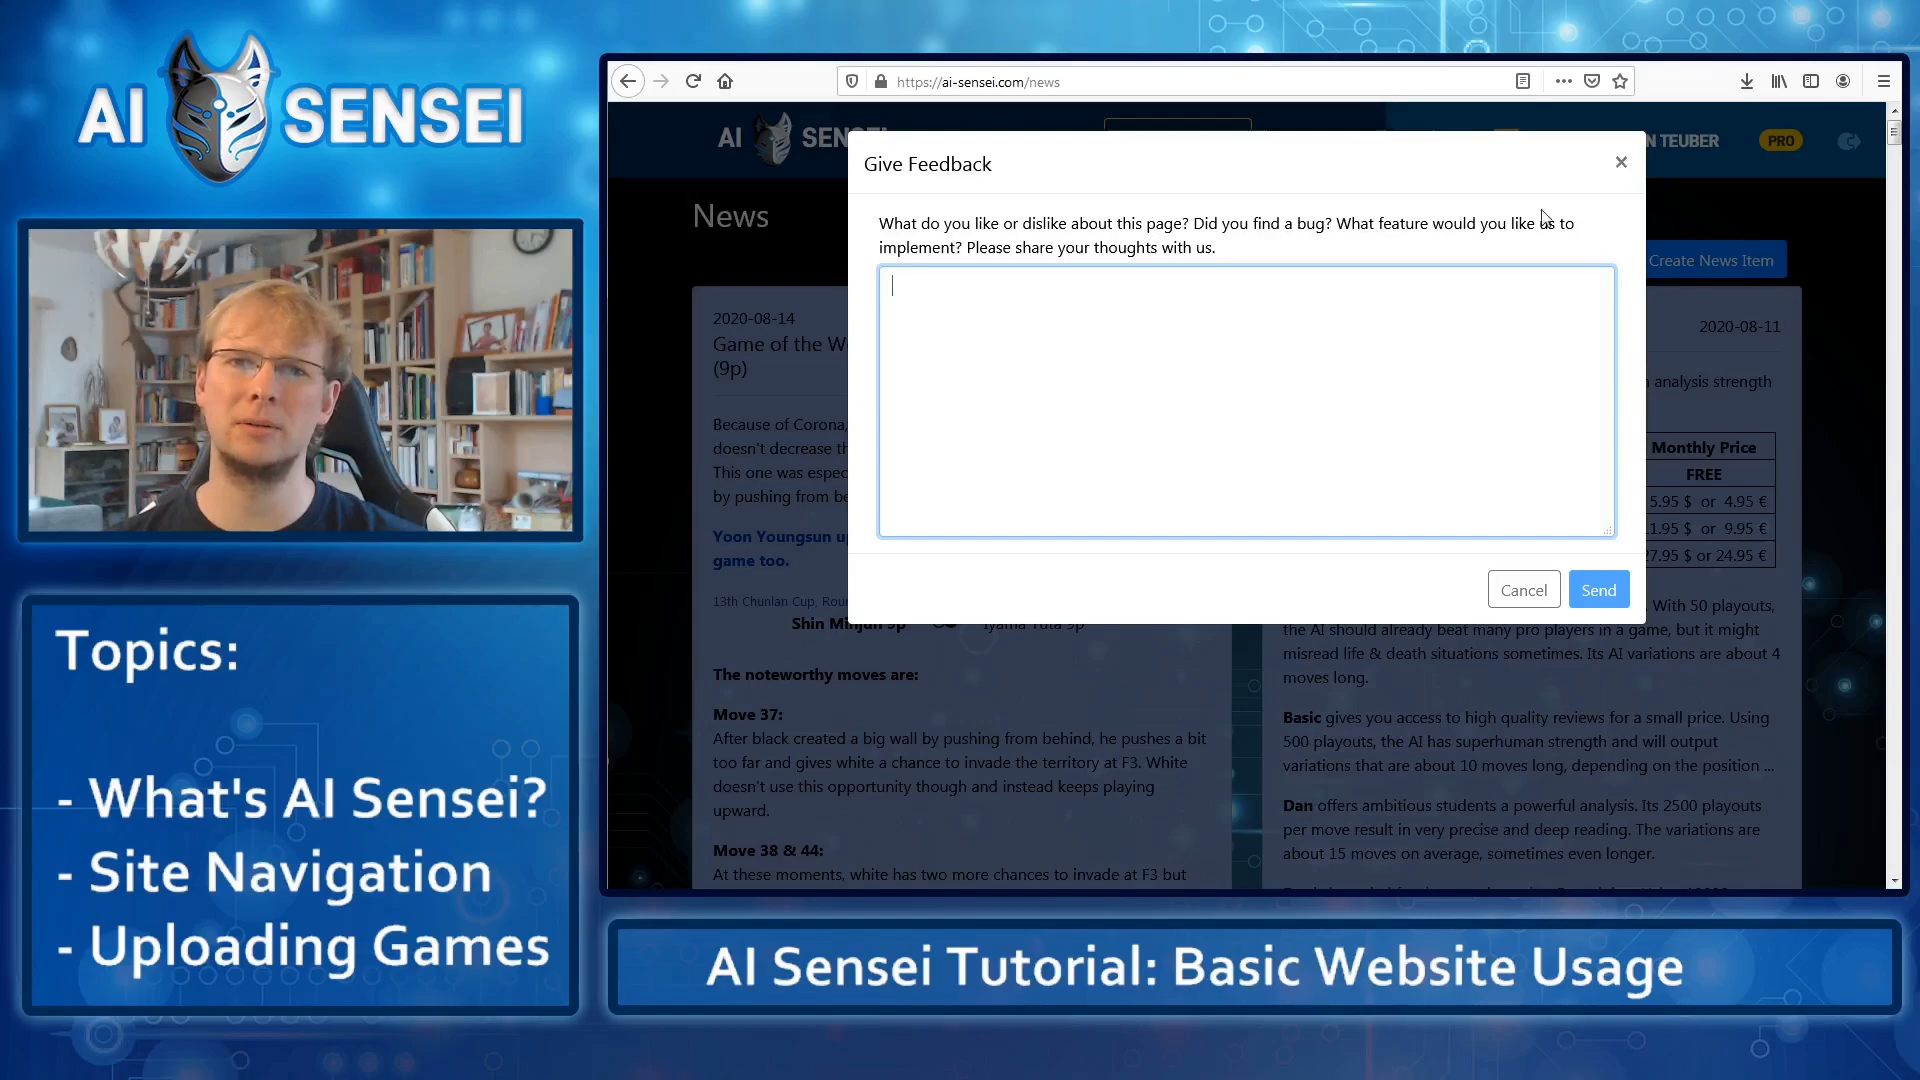 AI SENSEI
https://ai-sensei.com/news
AI SEN
N TEUBER
PRO
Give Feedback
×
What do you like or dislike about this page? Did you find a bug? What feature would you like us to
implement? Please share your thoughts with us.
Cancel
Send
News
Create News Item
2020-08-14
Game of the W
(9p)
Because of Corona,
doesn't decrease th
This one was espec
by pushing from be
Yoon Youngsun u
game too.
13th Chunlan Cup, Roun
Shin Minjun 9p
Iyama Yuta 9p
The noteworthy moves are:
Move 37:
After black created a big wall by pushing from behind, he pushes a bit
too far and gives white a chance to invade the territory at F3. White
doesn't use this opportunity though and instead keeps playing
upward.
Move 38 & 44:
At these moments, white has two more chances to invade at F3 but
2020-08-11
analysis strength
Monthly Price
FREE
5.95 $ or 4.95 €
1.95 $ or 9.95 €
27.95 $ or 24.95 €
With 50 playouts,
the AI should already beat many pro players in a game, but it might
misread life & death situations sometimes. Its AI variations are about 4
moves long.
Basic gives you access to high quality reviews for a small price. Using
500 playouts, the AI has superhuman strength and will output
variations that are about 10 moves long, depending on the position ...
Dan offers ambitious students a powerful analysis. Its 2500 playouts
per move result in very precise and deep reading. The variations are
about 15 moves on average, sometimes even longer.
Topics:
- What's AI Sensei?
- Site Navigation
- Uploading Games
AI Sensei Tutorial: Basic Website Usage